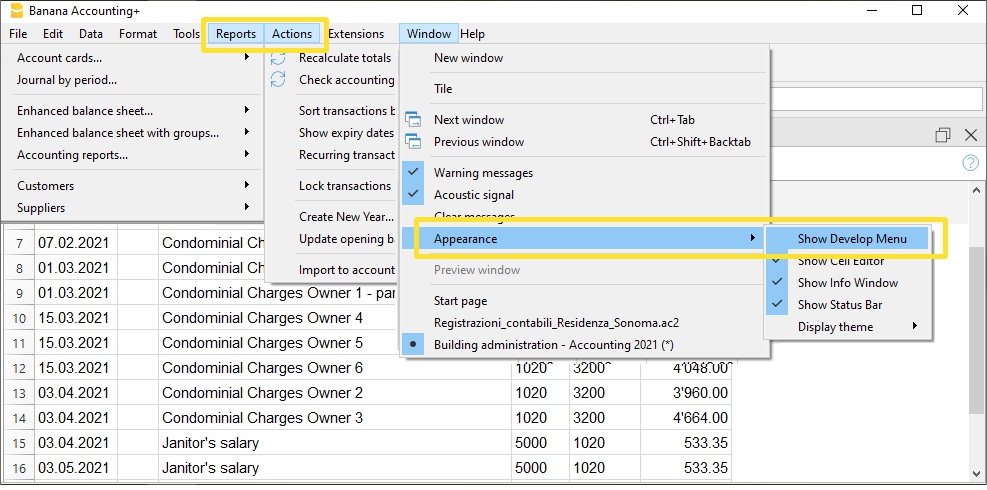 Banana Accounting+
File Edit Data Format Tools Reports Actions Extensions Window Help
Account cards...
Journal by period...
Enhanced balance sheet...
Enhanced balance sheet with groups...
Accounting reports...
Customers
Suppliers
Recalculate totals
Check accounting
Sort transactions b
Show expiry dates
Recurring transact
Lock transactions
Create New Year...
Update opening b
Import to account
New window
Tile
Next window Ctrl+Tab
Previous window Ctrl+Shift+Backtab
Warning messages
Acoustic signal
Clear messages
Appearance
Preview window
Start page
Registrazioni_contabili_Residenza_Sonoma.ac2
Building administration - Accounting 2021 (*)
Show Develop Menu
Show Cell Editor
Show Info Window
Show Status Bar
Display theme
7 07.02.2021 Condominial Ch
8 01.03.2021 Condominial Ch
9 01.03.2021 Condominial Charges Owner 1 - par
10 15.03.2021 Condominial Charges Owner 4
11 15.03.2021 Condominial Charges Owner 5
12 15.03.2021 Condominial Charges Owner 6 1020 3200 4'048.00
13 03.04.2021 Condominial Charges Owner 2 1020 3200 3'960.00
14 03.04.2021 Condominial Charges Owner 3 1020 3200 4'664.00
15 03.04.2021 Janitor's salary 5000 1020 533.35
16 03.05.2021 Janitor's salary 5000 1020 533.35